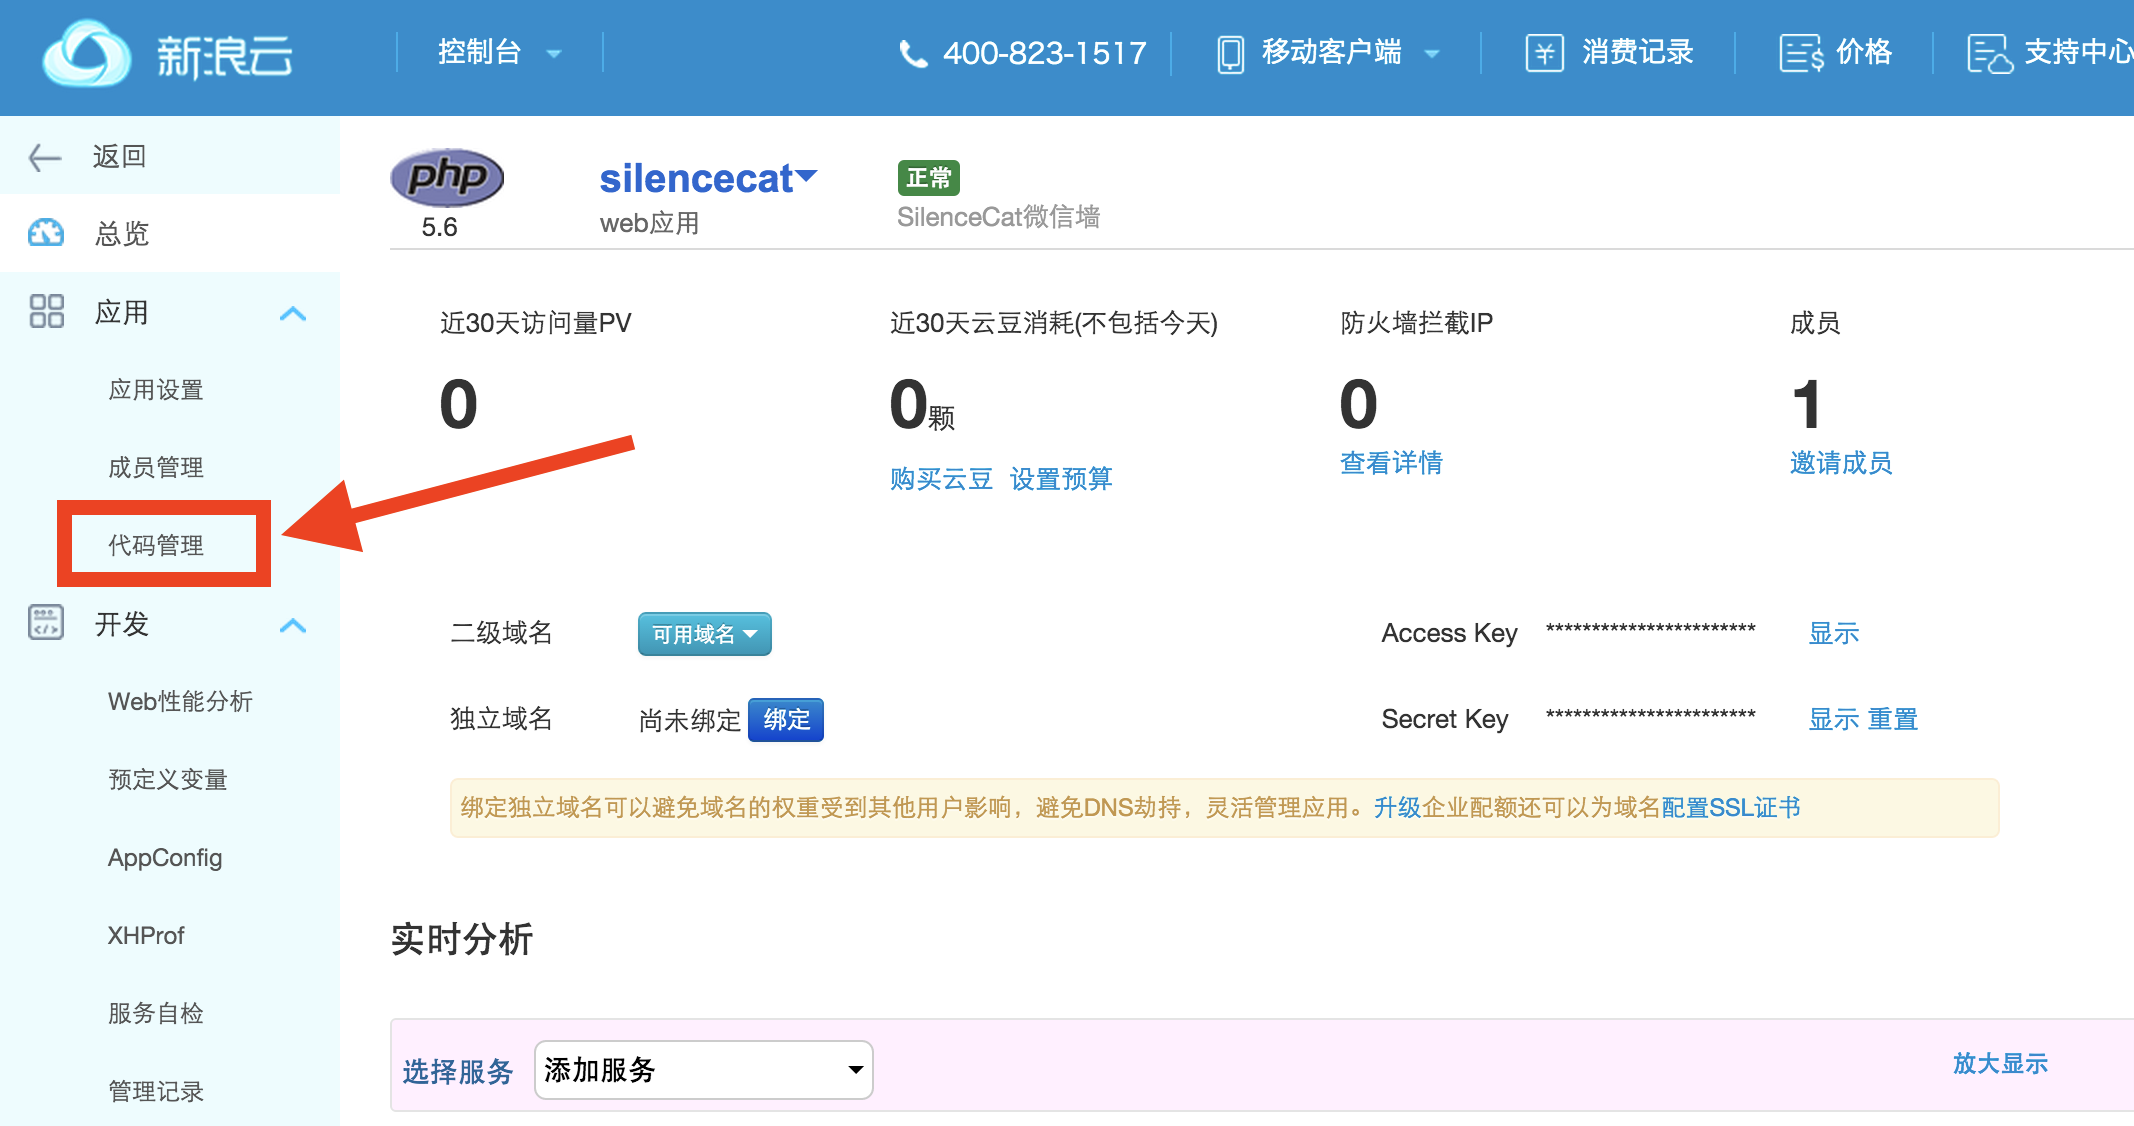 新浪云 控制台 400-823-1517 移动客户端 消费记录 价格 支持中心
返回
总览
应用
应用设置
成员管理
代码管理
开发
Web性能分析
预定义变量
AppConfig
XHProf
服务自检
管理记录
php
5.6
silencecat
web应用
正常
SilenceCat微信墙
近30天访问量PV
0
近30天云豆消耗(不包括今天)
0颗
购买云豆 设置预算
防火墙拦截IP
0
查看详情
成员
1
邀请成员
二级域名 可用域名
独立域名 尚未绑定 绑定
Access Key *********************** 显示
Secret Key *********************** 显示 重置
绑定独立域名可以避免域名的权重受到其他用户影响，避免DNS劫持，灵活管理应用。升级企业配额还可以为域名配置SSL证书
实时分析
选择服务 添加服务 放大显示